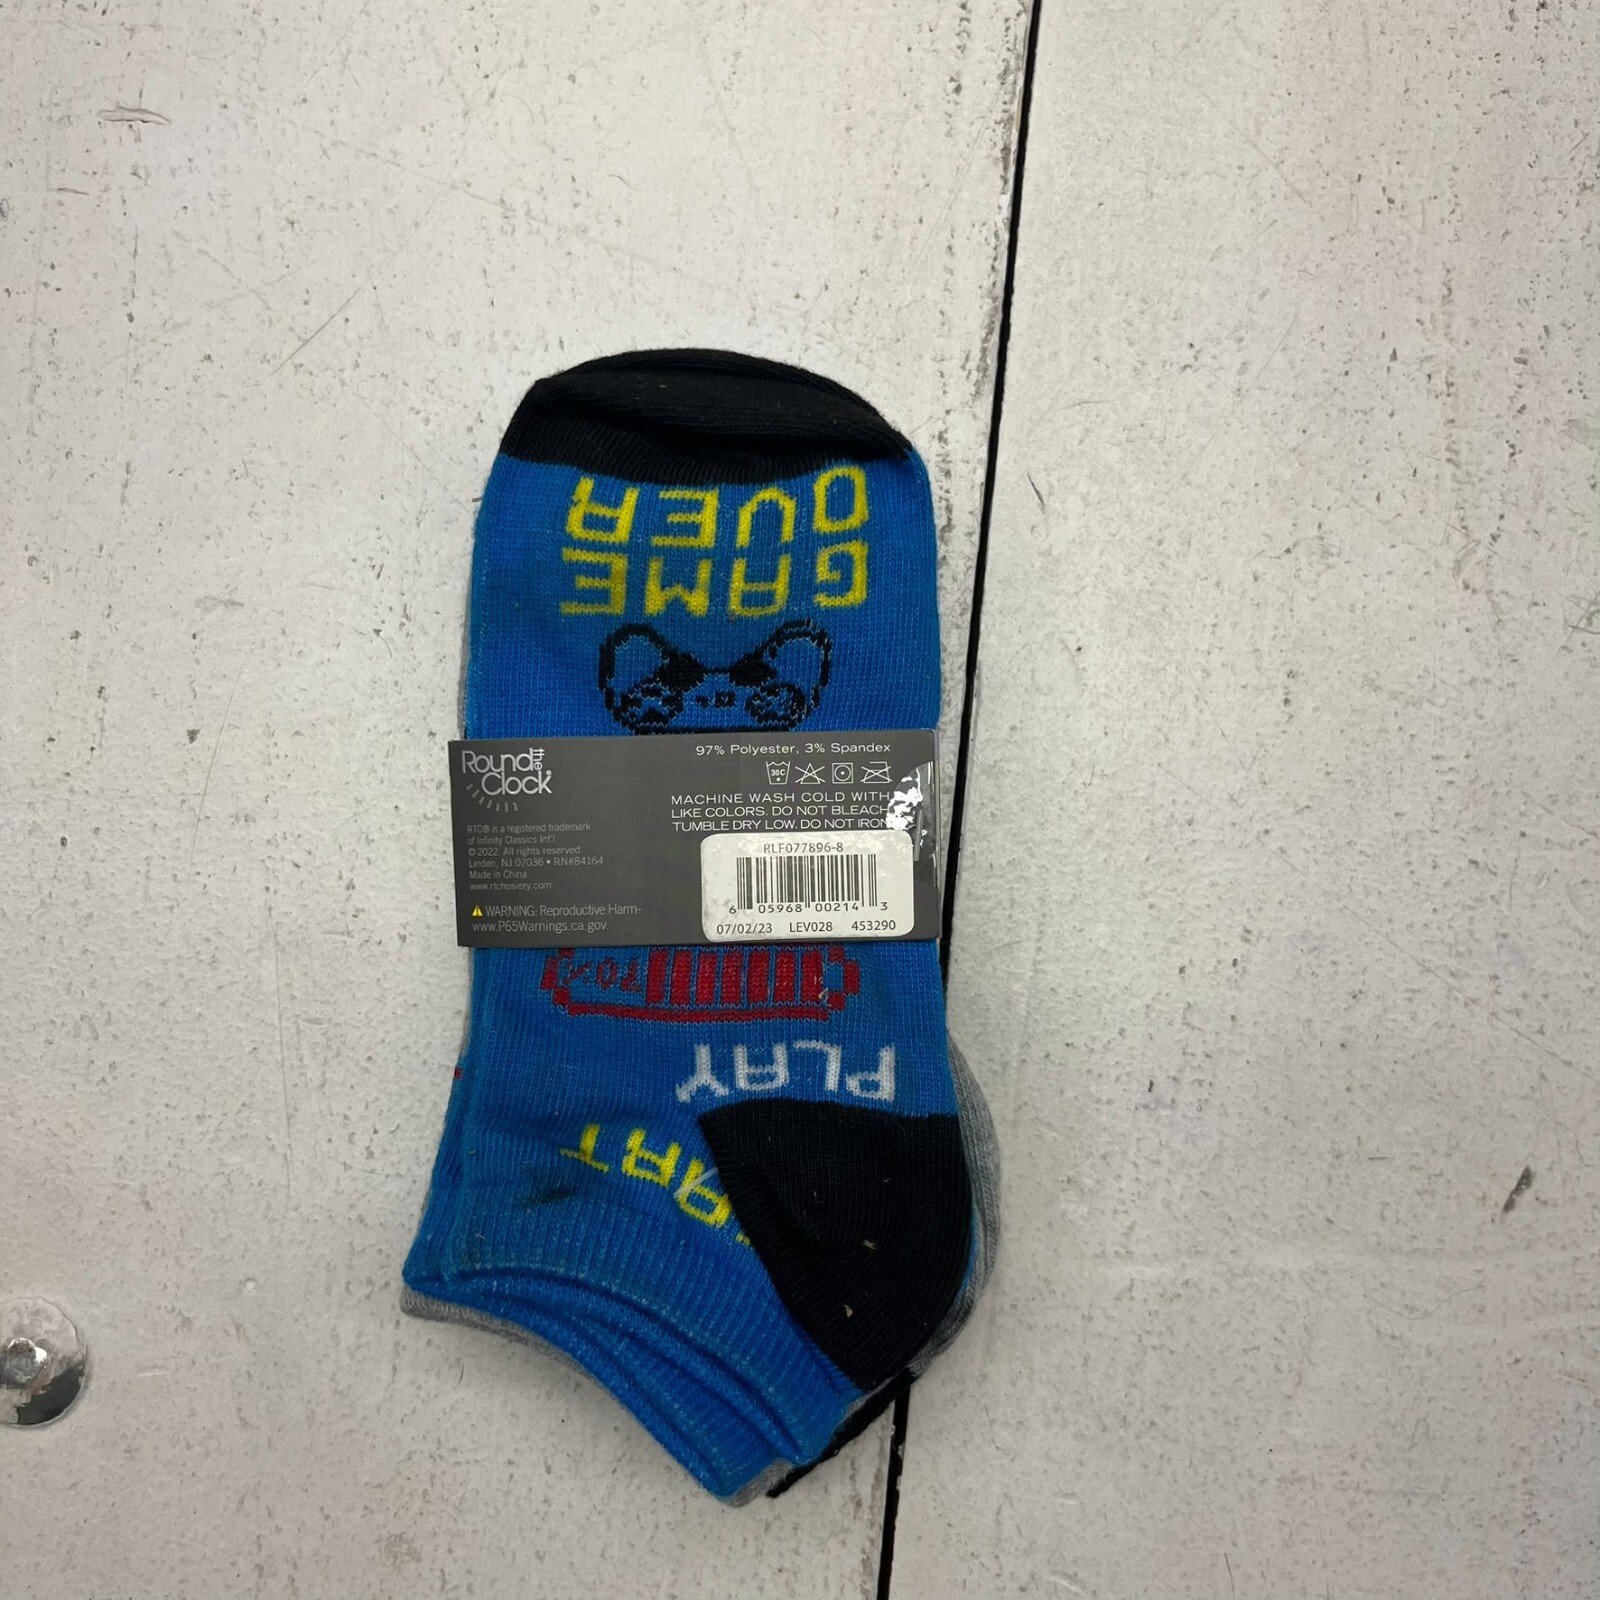 GAME
OVER
Round the Clock®
97% Polyester, 3% Spandex
30C
MACHINE WASH COLD WITH
LIKE COLORS. DO NOT BLEACH
TUMBLE DRY LOW. DO NOT IRON
RTC® is a registered trademark
of Infinity Classics Int'l
© 2022. All rights reserved.
Linden, NJ 07036 • RN#84164
Made in China.
www.rtchosiery.com
WARNING: Reproductive Harm-
www.P65Warnings.ca.gov.
RLF077896-8
6 05968 00214 3
07/02/23 LEV028 453290
70%
PLAY